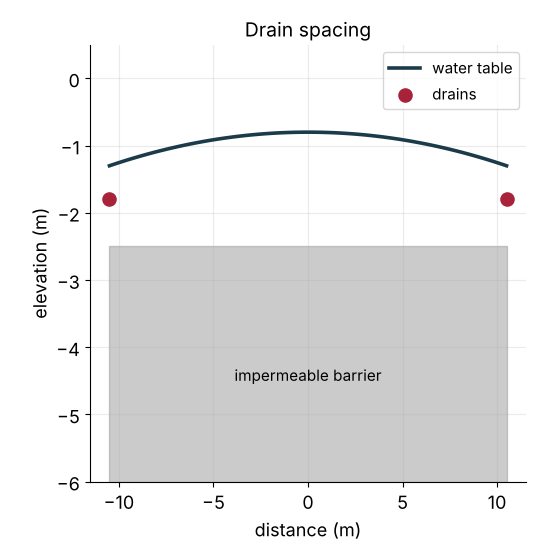 Drain spacing
water table
drains
0
−1
−2
−3
−4
−5
−6
elevation (m)
impermeable barrier
−10
−5
0
5
10
distance (m)